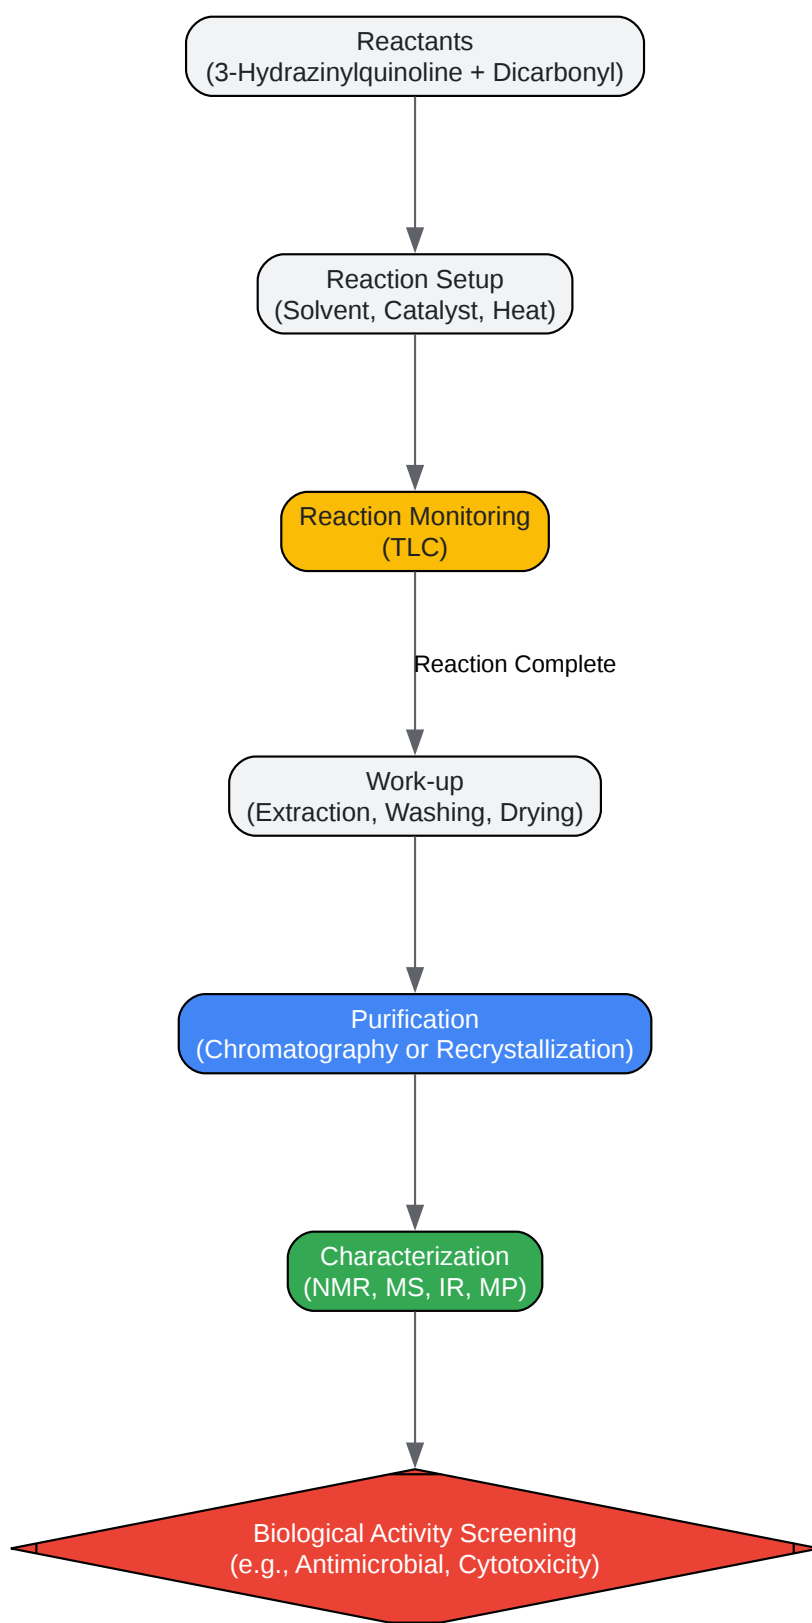 Reactants
(3-Hydrazinylquinoline + Dicarbonyl)
Reaction Setup
(Solvent, Catalyst, Heat)
Reaction Monitoring
(TLC)
Reaction Complete
Work-up
(Extraction, Washing, Drying)
Purification
(Chromatography or Recrystallization)
Characterization
(NMR, MS, IR, MP)
Biological Activity Screening
(e.g., Antimicrobial, Cytotoxicity)